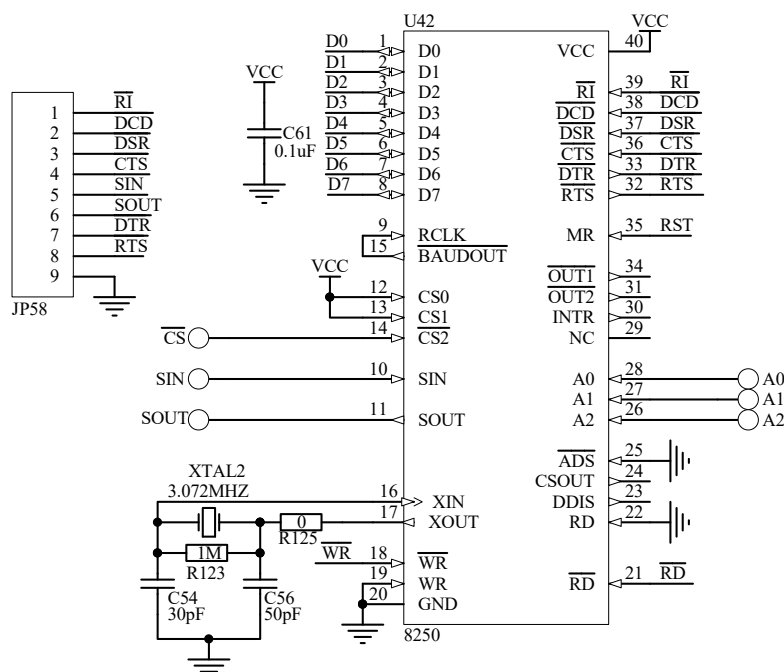 U42
D0 1 D0
D1 2 D1
D2 3 D2
D3 4 D3
D4 5 D4
D5 6 D5
D6 7 D6
D7 8 D7
9 RCLK
15 BAUDOUT
VCC
12 CS0
13 CS1
CS 14 CS2
SIN 10 SIN
SOUT 11 SOUT
16 XIN
17 XOUT
WR 18 WR
19 WR
20 GND
8250
VCC
VCC 40
RI 39 RI
DCD 38 DCD
DSR 37 DSR
CTS 36 CTS
DTR 33 DTR
RTS 32 RTS
MR 35 RST
OUT1 34
OUT2 31
INTR 30
NC 29
A0 28 A0
A1 27 A1
A2 26 A2
ADS 25
CSOUT 24
DDIS 23
RD 22
RD 21 RD
1 RI
2 DCD
3 DSR
4 CTS
5 SIN
6 SOUT
7 DTR
8 RTS
9
JP58
VCC
C61
0.1uF
XTAL2
3.072MHZ
0
R125
1M
R123
C54
30pF
C56
50pF